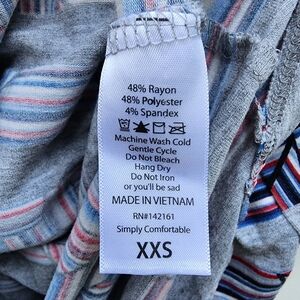 48% Rayon
48% Polyester
4% Spandex
Machine Wash Cold
Gentle Cycle
Do Not Bleach
Hang Dry
Do Not Iron
or you'll be sad
MADE IN VIETNAM
RN#142161
Simply Comfortable
XXS